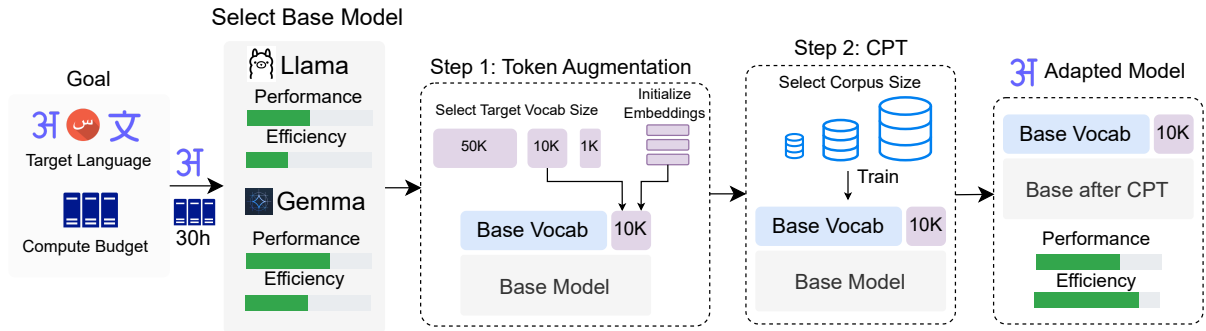 Goal
अ س 文
Target Language
Compute Budget
अ
30h
Select Base Model
Llama
Performance
Efficiency
Gemma
Performance
Efficiency
Step 1: Token Augmentation
Select Target Vocab Size
Initialize
Embeddings
50K
10K
1K
Base Vocab
10K
Base Model
Step 2: CPT
Select Corpus Size
Train
Base Vocab
10K
Base Model
अ Adapted Model
Base Vocab
10K
Base after CPT
Performance
Efficiency